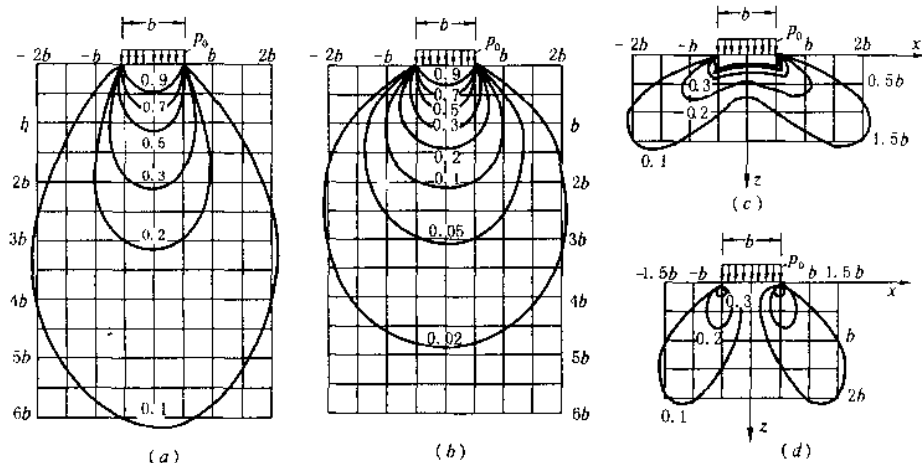 b
p₀
-2b -b b 2b
0.9
0.7
0.5
0.3
0.2
0.1
h
2b
3b
4b
5b
6b
(a)
b
p₀
-2b -b b 2b
0.9
0.7
0.5
0.3
0.2
0.1
0.05
0.02
b
2b
3b
4b
5b
6b
(b)
b
p₀
-2b -b b 2b x
0.3
0.2
0.1
0.5b
1.5b
z
(c)
b
p₀
-1.5b -b b 1.5b x
0.3
0.2
0.1
b
2b
z
(d)